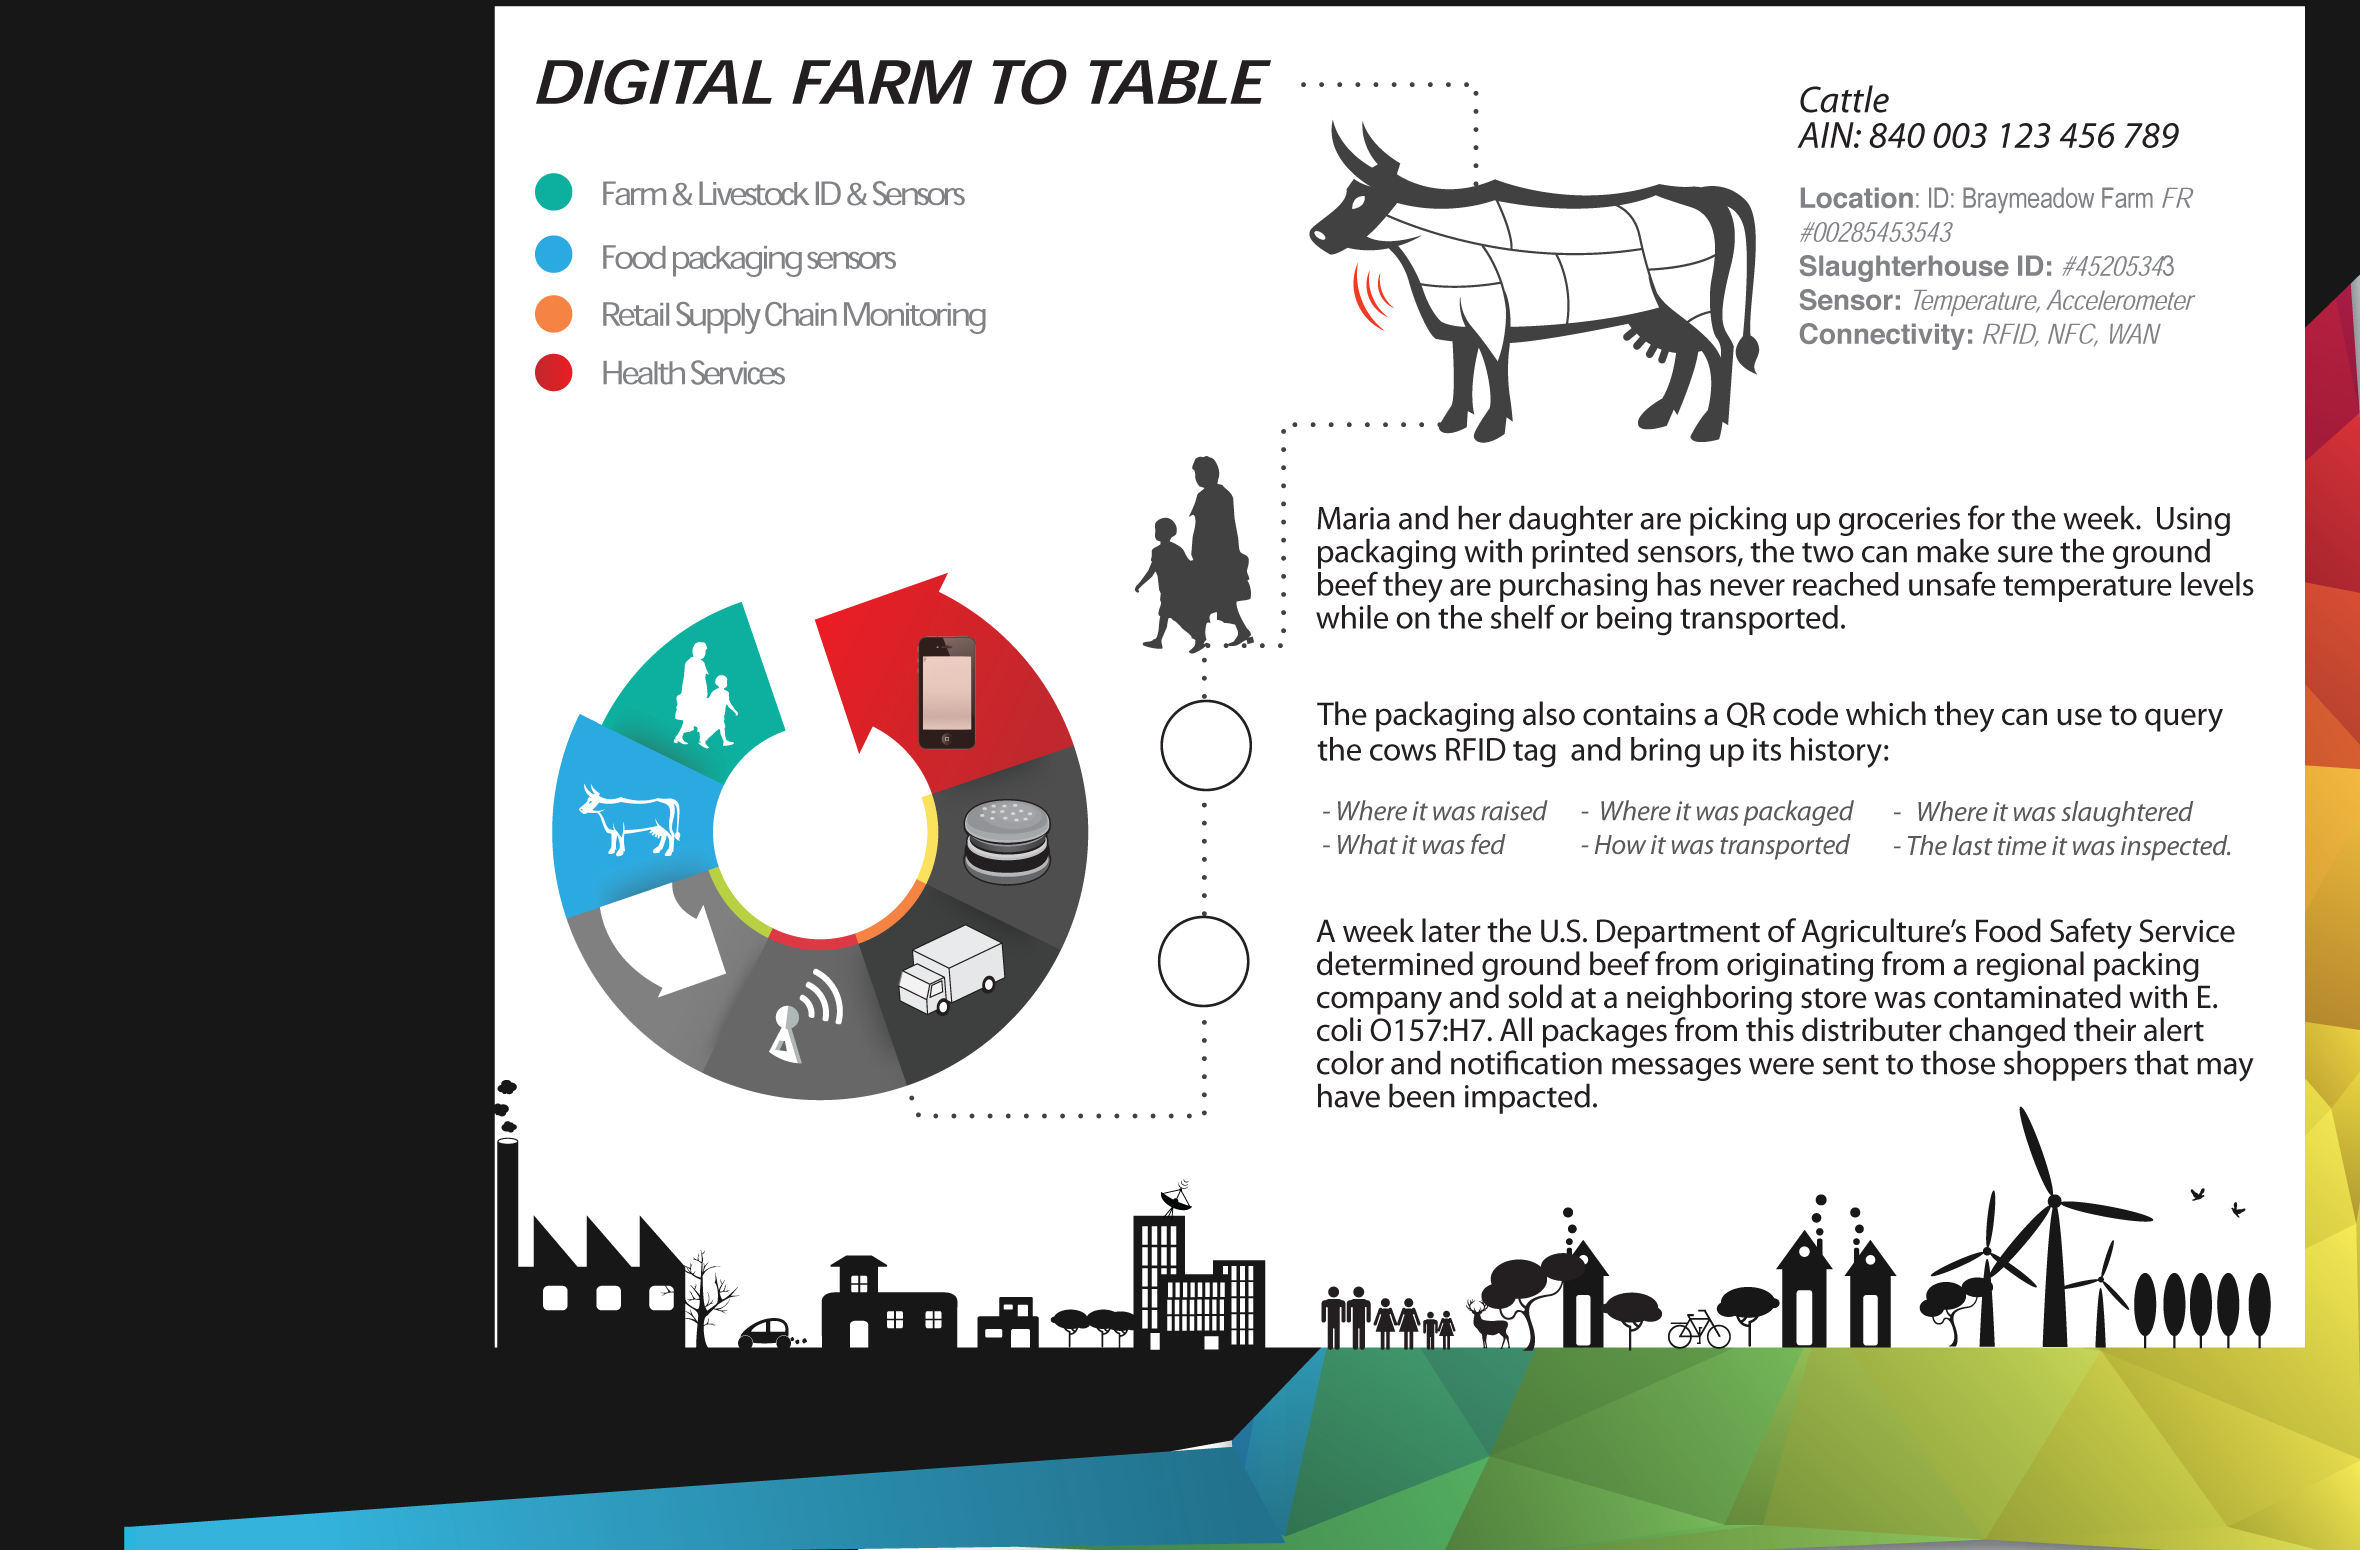 DIGITAL FARM TO TABLE
Farm & Livestock ID & Sensors
Food packaging sensors
Retail Supply Chain Monitoring
Health Services
Cattle
AIN: 840 003 123 456 789
Location: ID: Braymeadow Farm FR
#00285453543
Slaughterhouse ID: #45205343
Sensor: Temperature, Accelerometer
Connectivity: RFID, NFC, WAN
Maria and her daughter are picking up groceries for the week.  Using
packaging with printed sensors, the two can make sure the ground
beef they are purchasing has never reached unsafe temperature levels
while on the shelf or being transported.
The packaging also contains a QR code which they can use to query
the cows RFID tag  and bring up its history:
- Where it was raised - Where it was packaged - Where it was slaughtered
- What it was fed - How it was transported - The last time it was inspected.
A week later the U.S. Department of Agriculture's Food Safety Service
determined ground beef from originating from a regional packing
company and sold at a neighboring store was contaminated with E.
coli O157:H7. All packages from this distributer changed their alert
color and notification messages were sent to those shoppers that may
have been impacted.